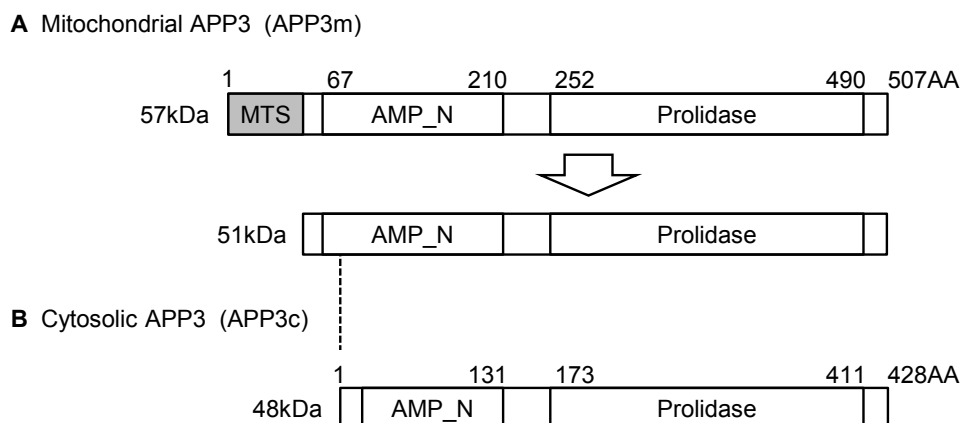 A Mitochondrial APP3 (APP3m)
1 67 210 252 490 507AA
57kDa MTS AMP_N Prolidase
51kDa AMP_N Prolidase
B Cytosolic APP3 (APP3c)
1 131 173 411 428AA
48kDa AMP_N Prolidase